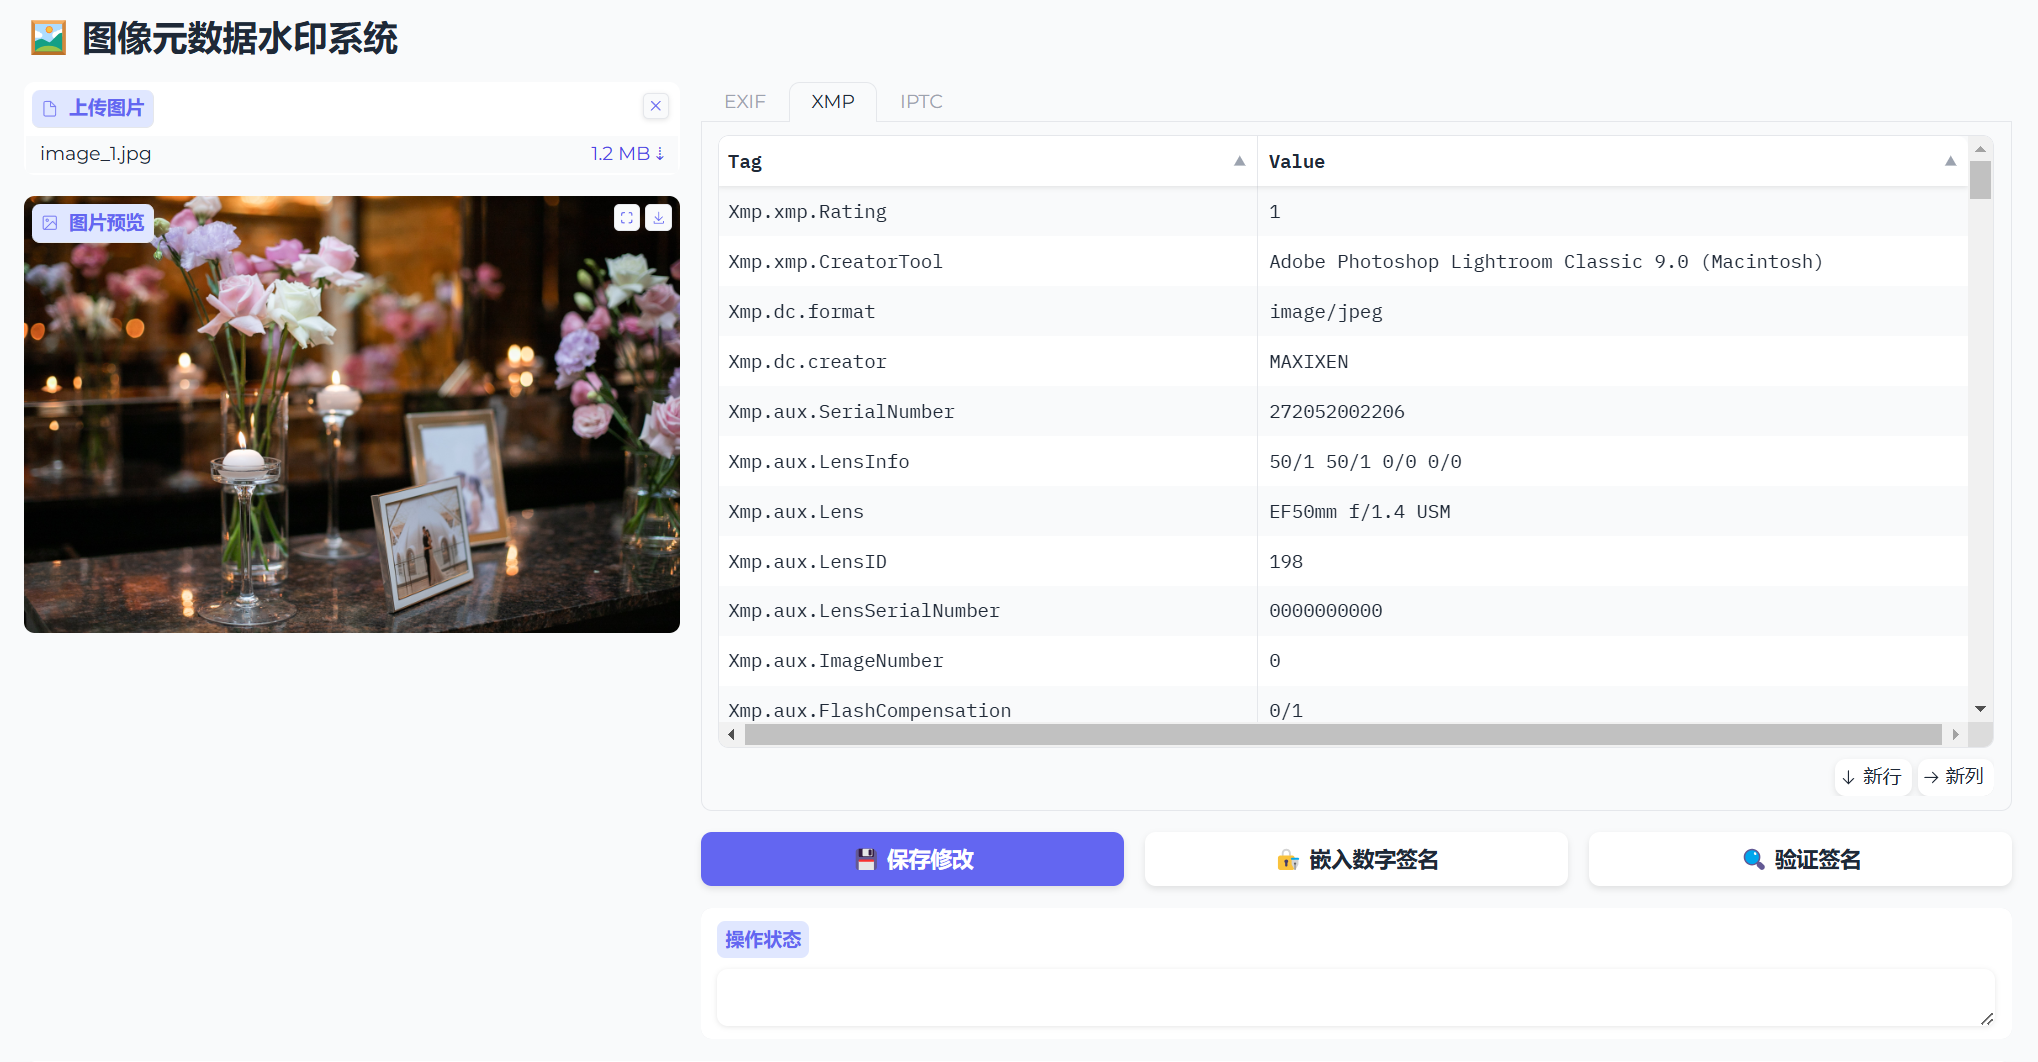 图像元数据水印系统
上传图片
image_1.jpg
1.2 MB ⇣
图片预览
EXIF
XMP
IPTC
Tag
Value
Xmp.xmp.Rating
1
Xmp.xmp.CreatorTool
Adobe Photoshop Lightroom Classic 9.0 (Macintosh)
Xmp.dc.format
image/jpeg
Xmp.dc.creator
MAXIXEN
Xmp.aux.SerialNumber
272052002206
Xmp.aux.LensInfo
50/1 50/1 0/0 0/0
Xmp.aux.Lens
EF50mm f/1.4 USM
Xmp.aux.LensID
198
Xmp.aux.LensSerialNumber
0000000000
Xmp.aux.ImageNumber
0
Xmp.aux.FlashCompensation
0/1
新行
新列
保存修改
嵌入数字签名
验证签名
操作状态